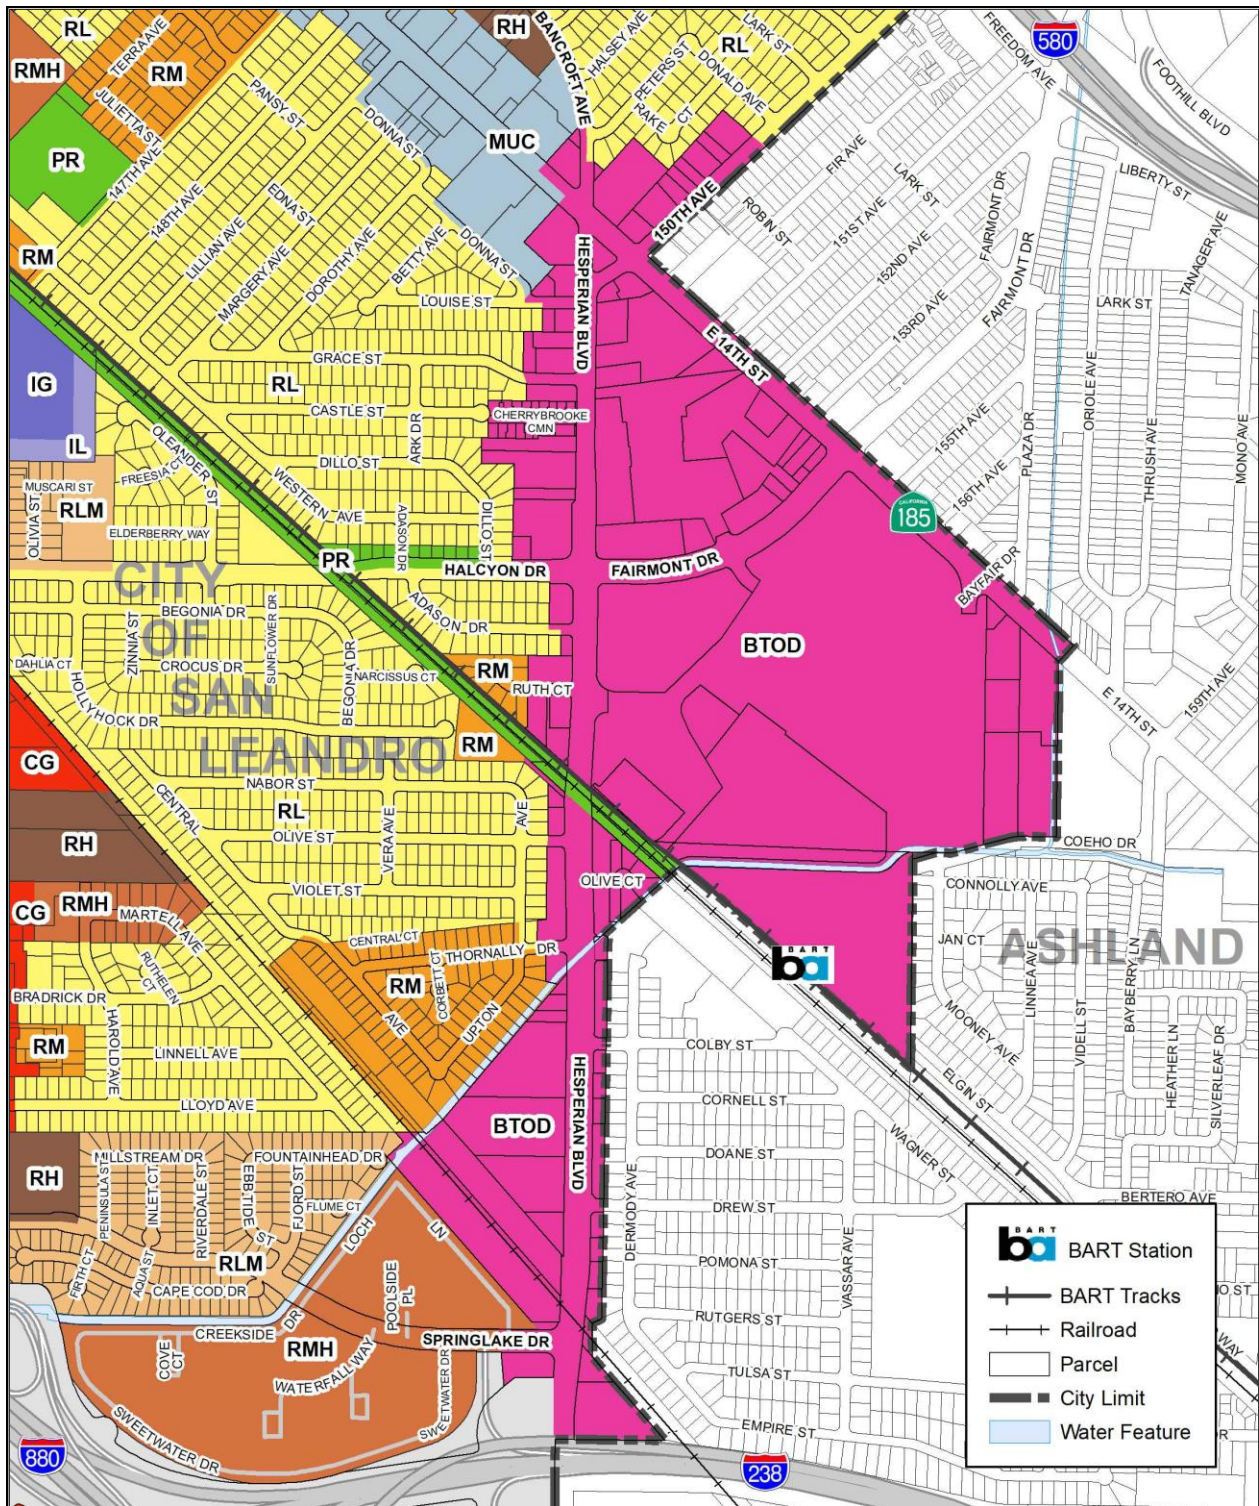 RL
TERRA AVE
RMH
RM
JULIETTA ST
PR
147TH AVE
148TH AVE
PANSY ST
DONNA ST
EDNA ST
LILLIAN AVE
MARGERY AVE
DOROTHY AVE
BETTY AVE
DONNA ST
LOUISE ST
RH
BANCROFT AVE
HALSEY AVE
PETERS ST
RAKE CT
DONALD AVE
LARK ST
RL
MUC
580
FREEDOM AVE
FOOTHILL BLVD
150TH AVE
ROBIN ST
FIR AVE
LARK ST
151ST AVE
152ND AVE
153RD AVE
FAIRMONT DR
FAIRMONT DR
LIBERTY ST
TANAGER AVE
LARK ST
ORIOLE AVE
PLAZA DR
THRUSH AVE
MONO AVE
155TH AVE
156TH AVE
159TH AVE
HESPERIAN BLVD
E 14TH ST
CALIFORNIA
185
BAYFAIR DR
E 14TH ST
RM
IG
IL
GRACE ST
RL
CASTLE ST
ARK DR
CHERRYBROOKE
CMN
DILLO ST
DILLO ST
WESTERN AVE
OLEANDER ST
FREESIA CT
MUSCARI ST
OLIVIA ST
RLM
ELDERBERRY WAY
ADASON DR
PR
HALCYON DR
FAIRMONT DR
ADASON DR
CITY
OF
SAN
LEANDRO
BEGONIA DR
ZINNIA ST
SUNFLOWER DR
CROCUS DR
DAHLIA CT
HOLLYHOCK DR
BEGONIA DR
NARCISSUS CT
RM
RUTH CT
RM
BTOD
CG
NABOR ST
CENTRAL
RL
OLIVE ST
VERA AVE
AVE
RH
VIOLET ST
OLIVE CT
COEHO DR
CONNOLLY AVE
CG
RMH
MARTELL AVE
CENTRAL CT
THORNALLY DR
CORBETT CT
RM
AVE
UPTON
RUTHELEN
CT
BRADRICK DR
HAROLD AVE
RM
LINNELL AVE
LLOYD AVE
BART
ba
JAN CT
ASHLAND
LINNEA AVE
MOONEY AVE
VIDELL ST
BAYBERRY LN
HEATHER LN
SILVERLEAF DR
ELGIN ST
COLBY ST
CORNELL ST
WAGNER ST
DOANE ST
DREW ST
DERMODY AVE
POMONA ST
VASSAR AVE
RUTGERS ST
TULSA ST
EMPIRE ST
BERTERO AVE
BTOD
HESPERIAN BLVD
RH
MILLSTREAM DR
FOUNTAINHEAD DR
PENINSULA ST
INLET CT
RIVERDALE ST
EBB TIDE ST
FJORD ST
FLUME CT
LOCH
LN
RLM
FIRTH CT
AQUA ST
CAPE COD DR
CREEKSIDE DR
POOLSIDE
PL
SPRINGLAKE DR
RMH
COVE
CT
WATERFALL WAY
SWEETWATER DR
SWEETWATER DR
880
238
WAY
BART
ba BART Station
BART Tracks
Railroad
Parcel
City Limit
Water Feature